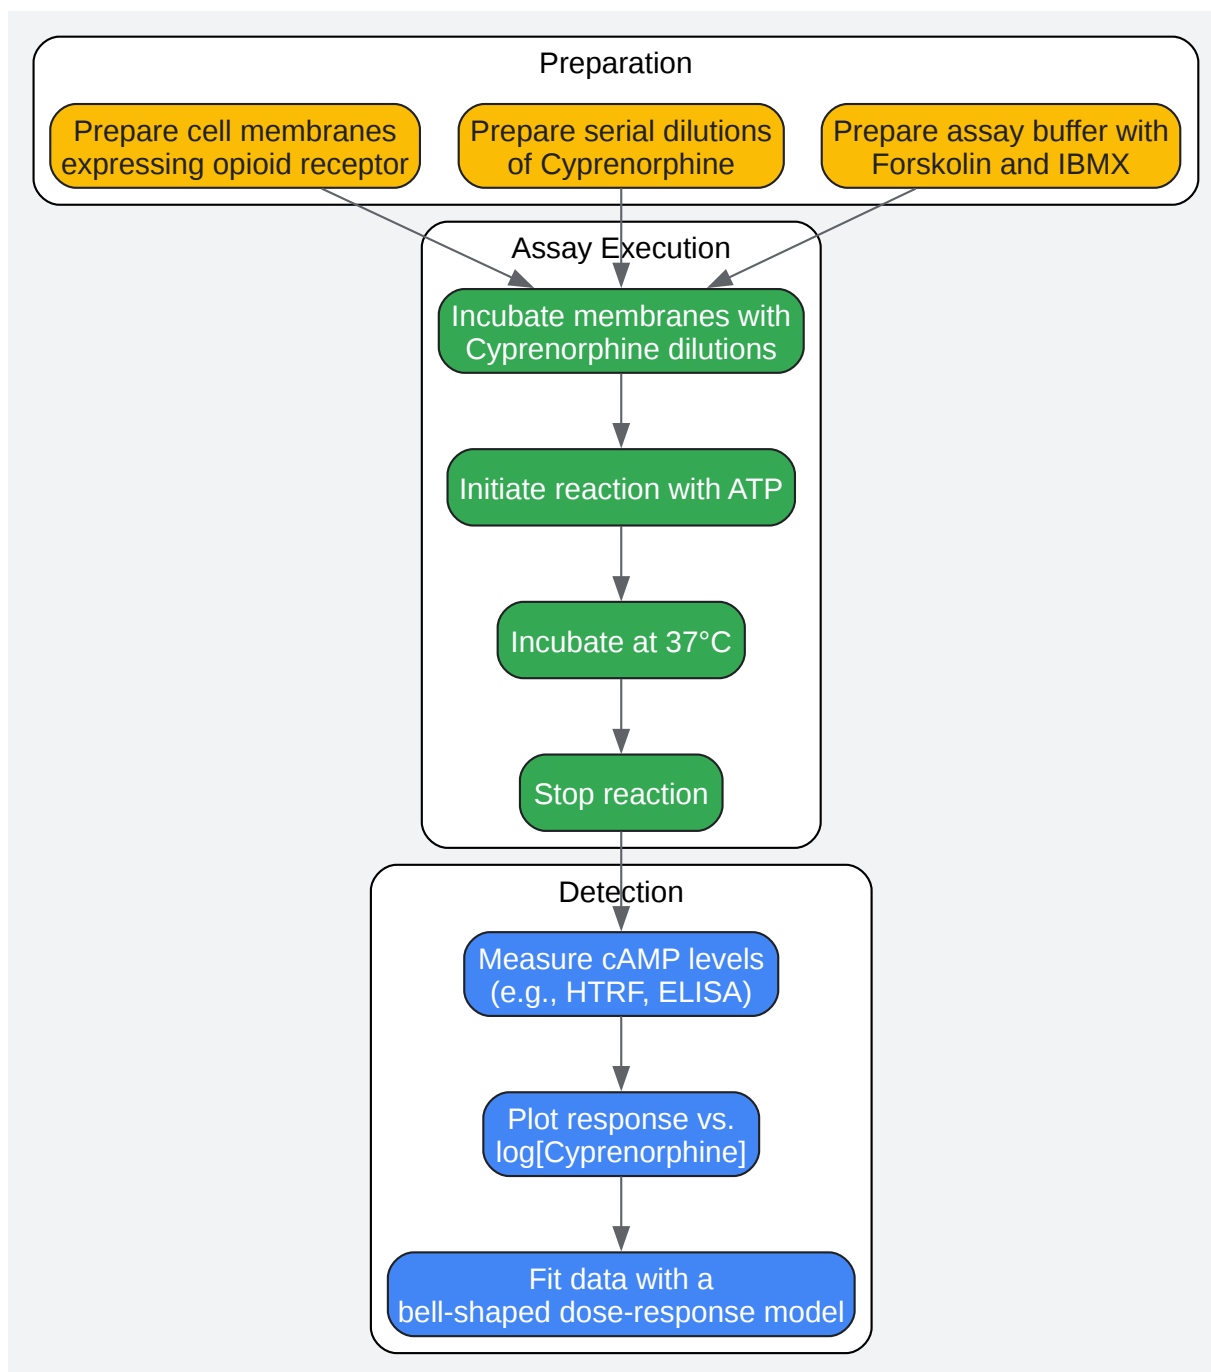 Preparation
Prepare cell membranes
expressing opioid receptor
Prepare serial dilutions
of Cyprenorphine
Prepare assay buffer with
Forskolin and IBMX
Assay Execution
Incubate membranes with
Cyprenorphine dilutions
Initiate reaction with ATP
Incubate at 37°C
Stop reaction
Detection
Measure cAMP levels
(e.g., HTRF, ELISA)
Plot response vs.
log[Cyprenorphine]
Fit data with a
bell-shaped dose-response model